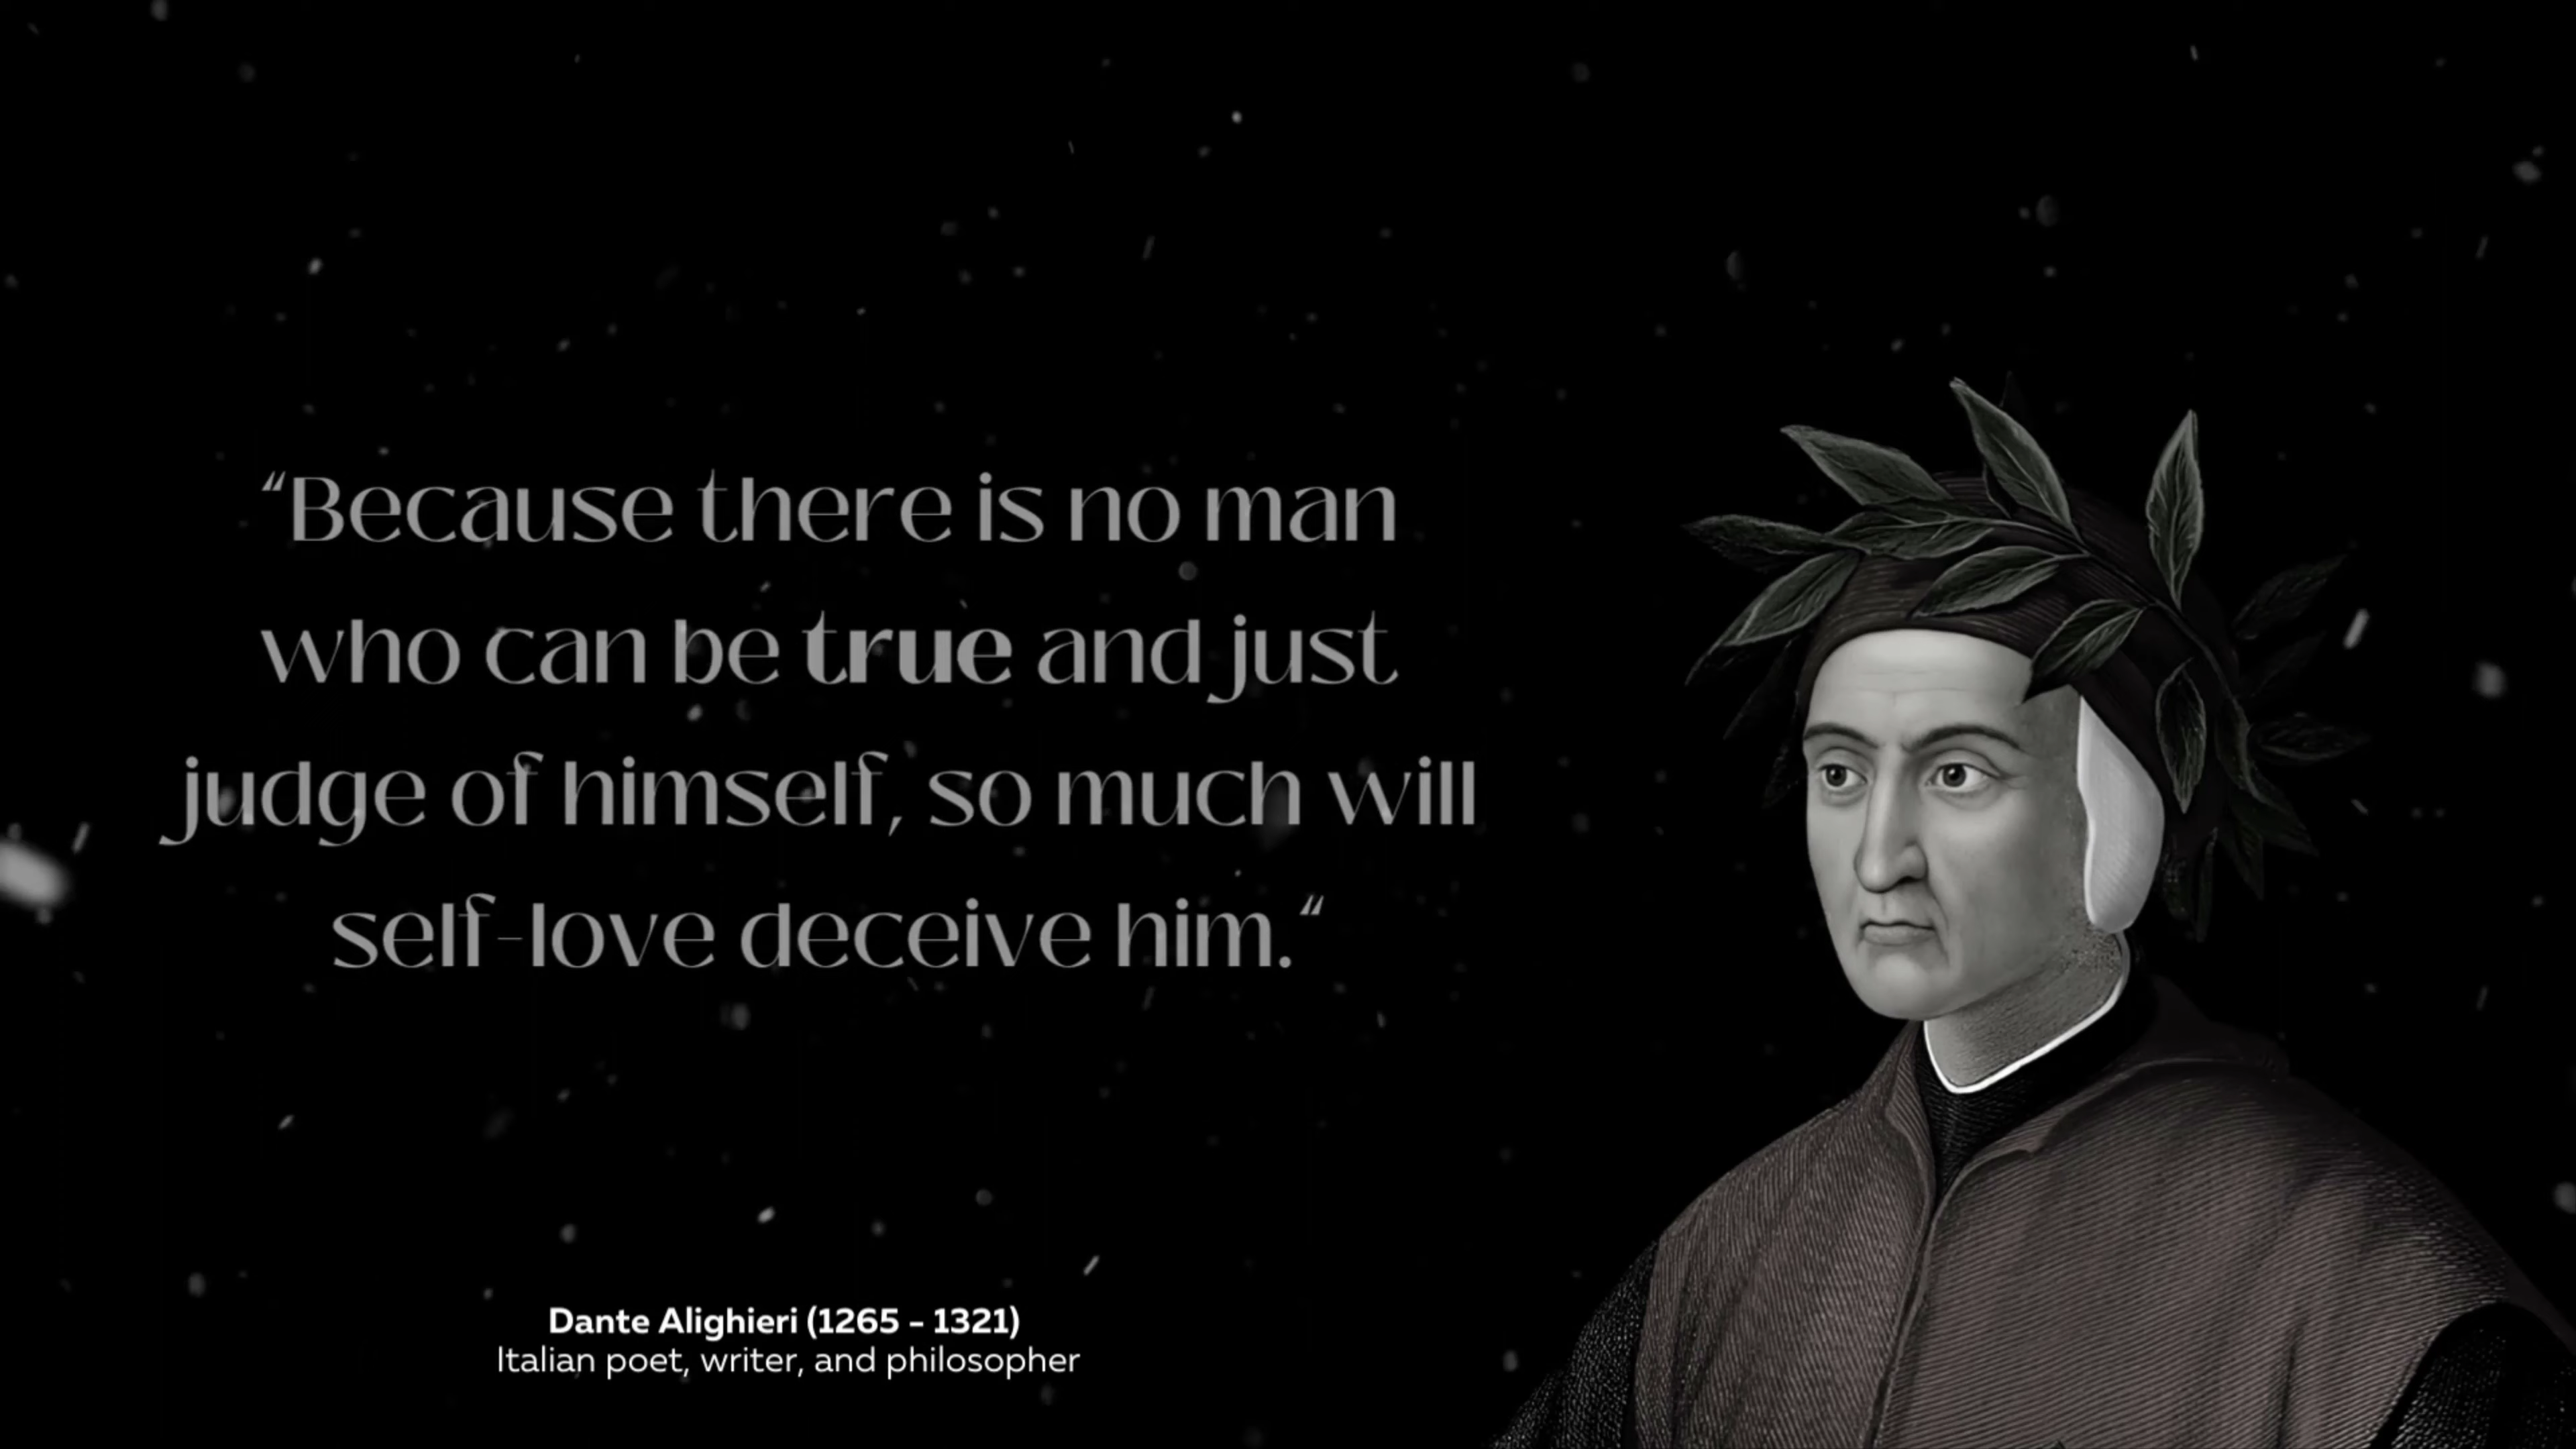 “Because there is no man
who can be true and just
judge of himself, so much will
self-love deceive him.“
Dante Alighieri (1265 - 1321)
Italian poet, writer, and philosopher